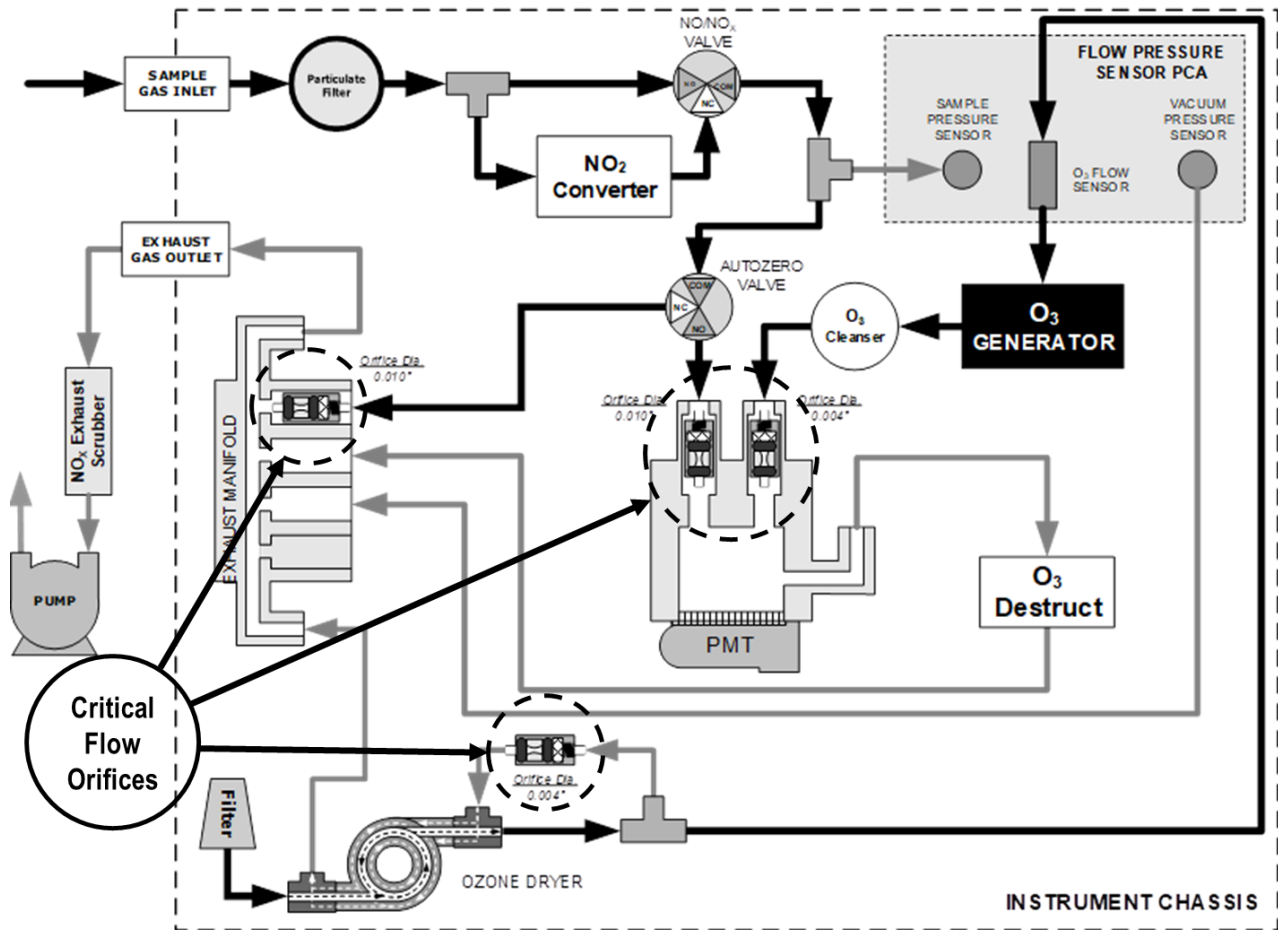 SAMPLE
GAS INLET
Particulate
Filter
NO/NOX
VALVE
NO
COM
NC
NO2
Converter
FLOW PRESSURE
SENSOR PCA
SAMPLE
PRESSURE
SENSOR
VACUUM
PRESSURE
SENSOR
O3 FLOW
SENSOR
EXHAUST
GAS OUTLET
AUTOZERO
VALVE
COM
NC
NO
O3
Cleanser
O3
GENERATOR
Orifice Dia.
0.010"
Orifice Dia.
0.010"
Orifice Dia.
0.004"
NOX Exhaust
Scrubber
EXHAUST MANIFOLD
PUMP
O3
Destruct
PMT
Critical
Flow
Orifices
Orifice Dia.
0.004"
Filter
OZONE DRYER
INSTRUMENT CHASSIS